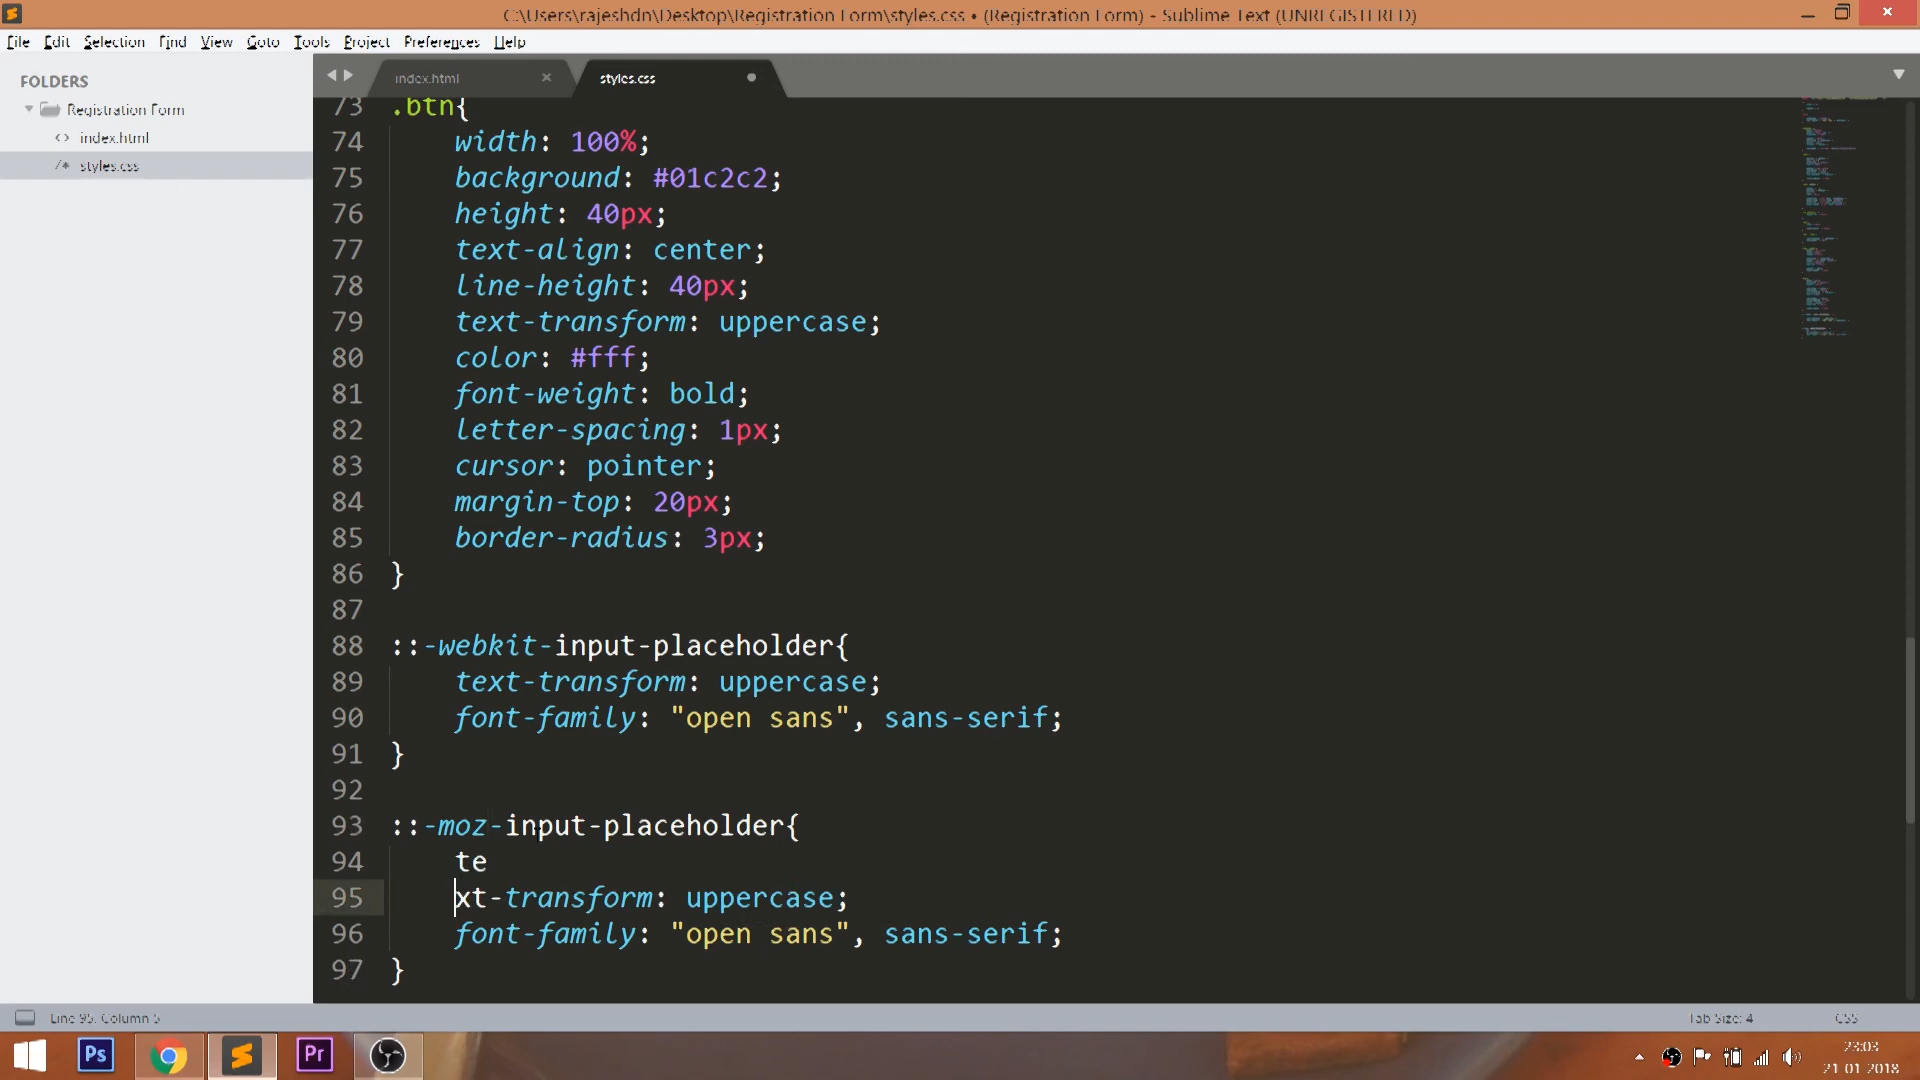 C:\Users\rajeshdn\Desktop\Registration Form\styles.css • (Registration Form) - Sublime Text (UNREGISTERED)
File Edit Selection Find View Goto Tools Project Preferences Help
FOLDERS
Registration Form
<> index.html
/* styles.css
index.html
styles.css
73 .btn{
74 width: 100%;
75 background: #01c2c2;
76 height: 40px;
77 text-align: center;
78 line-height: 40px;
79 text-transform: uppercase;
80 color: #fff;
81 font-weight: bold;
82 letter-spacing: 1px;
83 cursor: pointer;
84 margin-top: 20px;
85 border-radius: 3px;
86 }
87
88 ::-webkit-input-placeholder{
89 text-transform: uppercase;
90 font-family: "open sans", sans-serif;
91 }
92
93 ::-moz-input-placeholder{
94 te
95 xt-transform: uppercase;
96 font-family: "open sans", sans-serif;
97 }
Line 95, Column 5
Tab Size: 4
CSS
Ps
Pr
23:03
21-01-2018